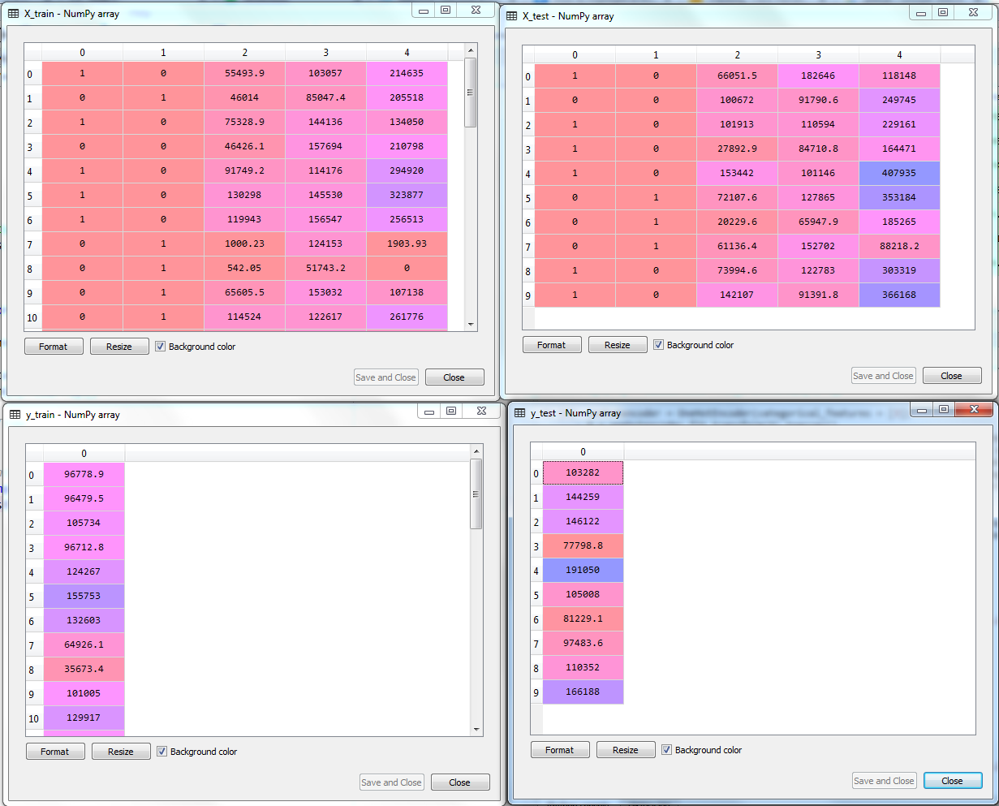 X_train - NumPy array
0 1 2 3 4
0 1 0 55493.9 103057 214635
1 0 1 46014 85047.4 205518
2 1 0 75328.9 144136 134050
3 0 0 46426.1 157694 210798
4 1 0 91749.2 114176 294920
5 1 0 130298 145530 323877
6 1 0 119943 156547 256513
7 0 1 1000.23 124153 1903.93
8 0 1 542.05 51743.2 0
9 0 1 65605.5 153032 107138
10 0 1 114524 122617 261776
Format Resize Background color
Save and Close Close
X_test - NumPy array
0 1 2 3 4
0 1 0 66051.5 182646 118148
1 0 0 100672 91790.6 249745
2 1 0 101913 110594 229161
3 1 0 27892.9 84710.8 164471
4 1 0 153442 101146 407935
5 0 1 72107.6 127865 353184
6 0 1 20229.6 65947.9 185265
7 0 1 61136.4 152702 88218.2
8 1 0 73994.6 122783 303319
9 1 0 142107 91391.8 366168
Format Resize Background color
Save and Close Close
y_train - NumPy array
0
0 96778.9
1 96479.5
2 105734
3 96712.8
4 124267
5 155753
6 132603
7 64926.1
8 35673.4
9 101005
10 129917
Format Resize Background color
Save and Close Close
y_test - NumPy array
0
0 103282
1 144259
2 146122
3 77798.8
4 191050
5 105008
6 81229.1
7 97483.6
8 110352
9 166188
Format Resize Background color
Save and Close Close